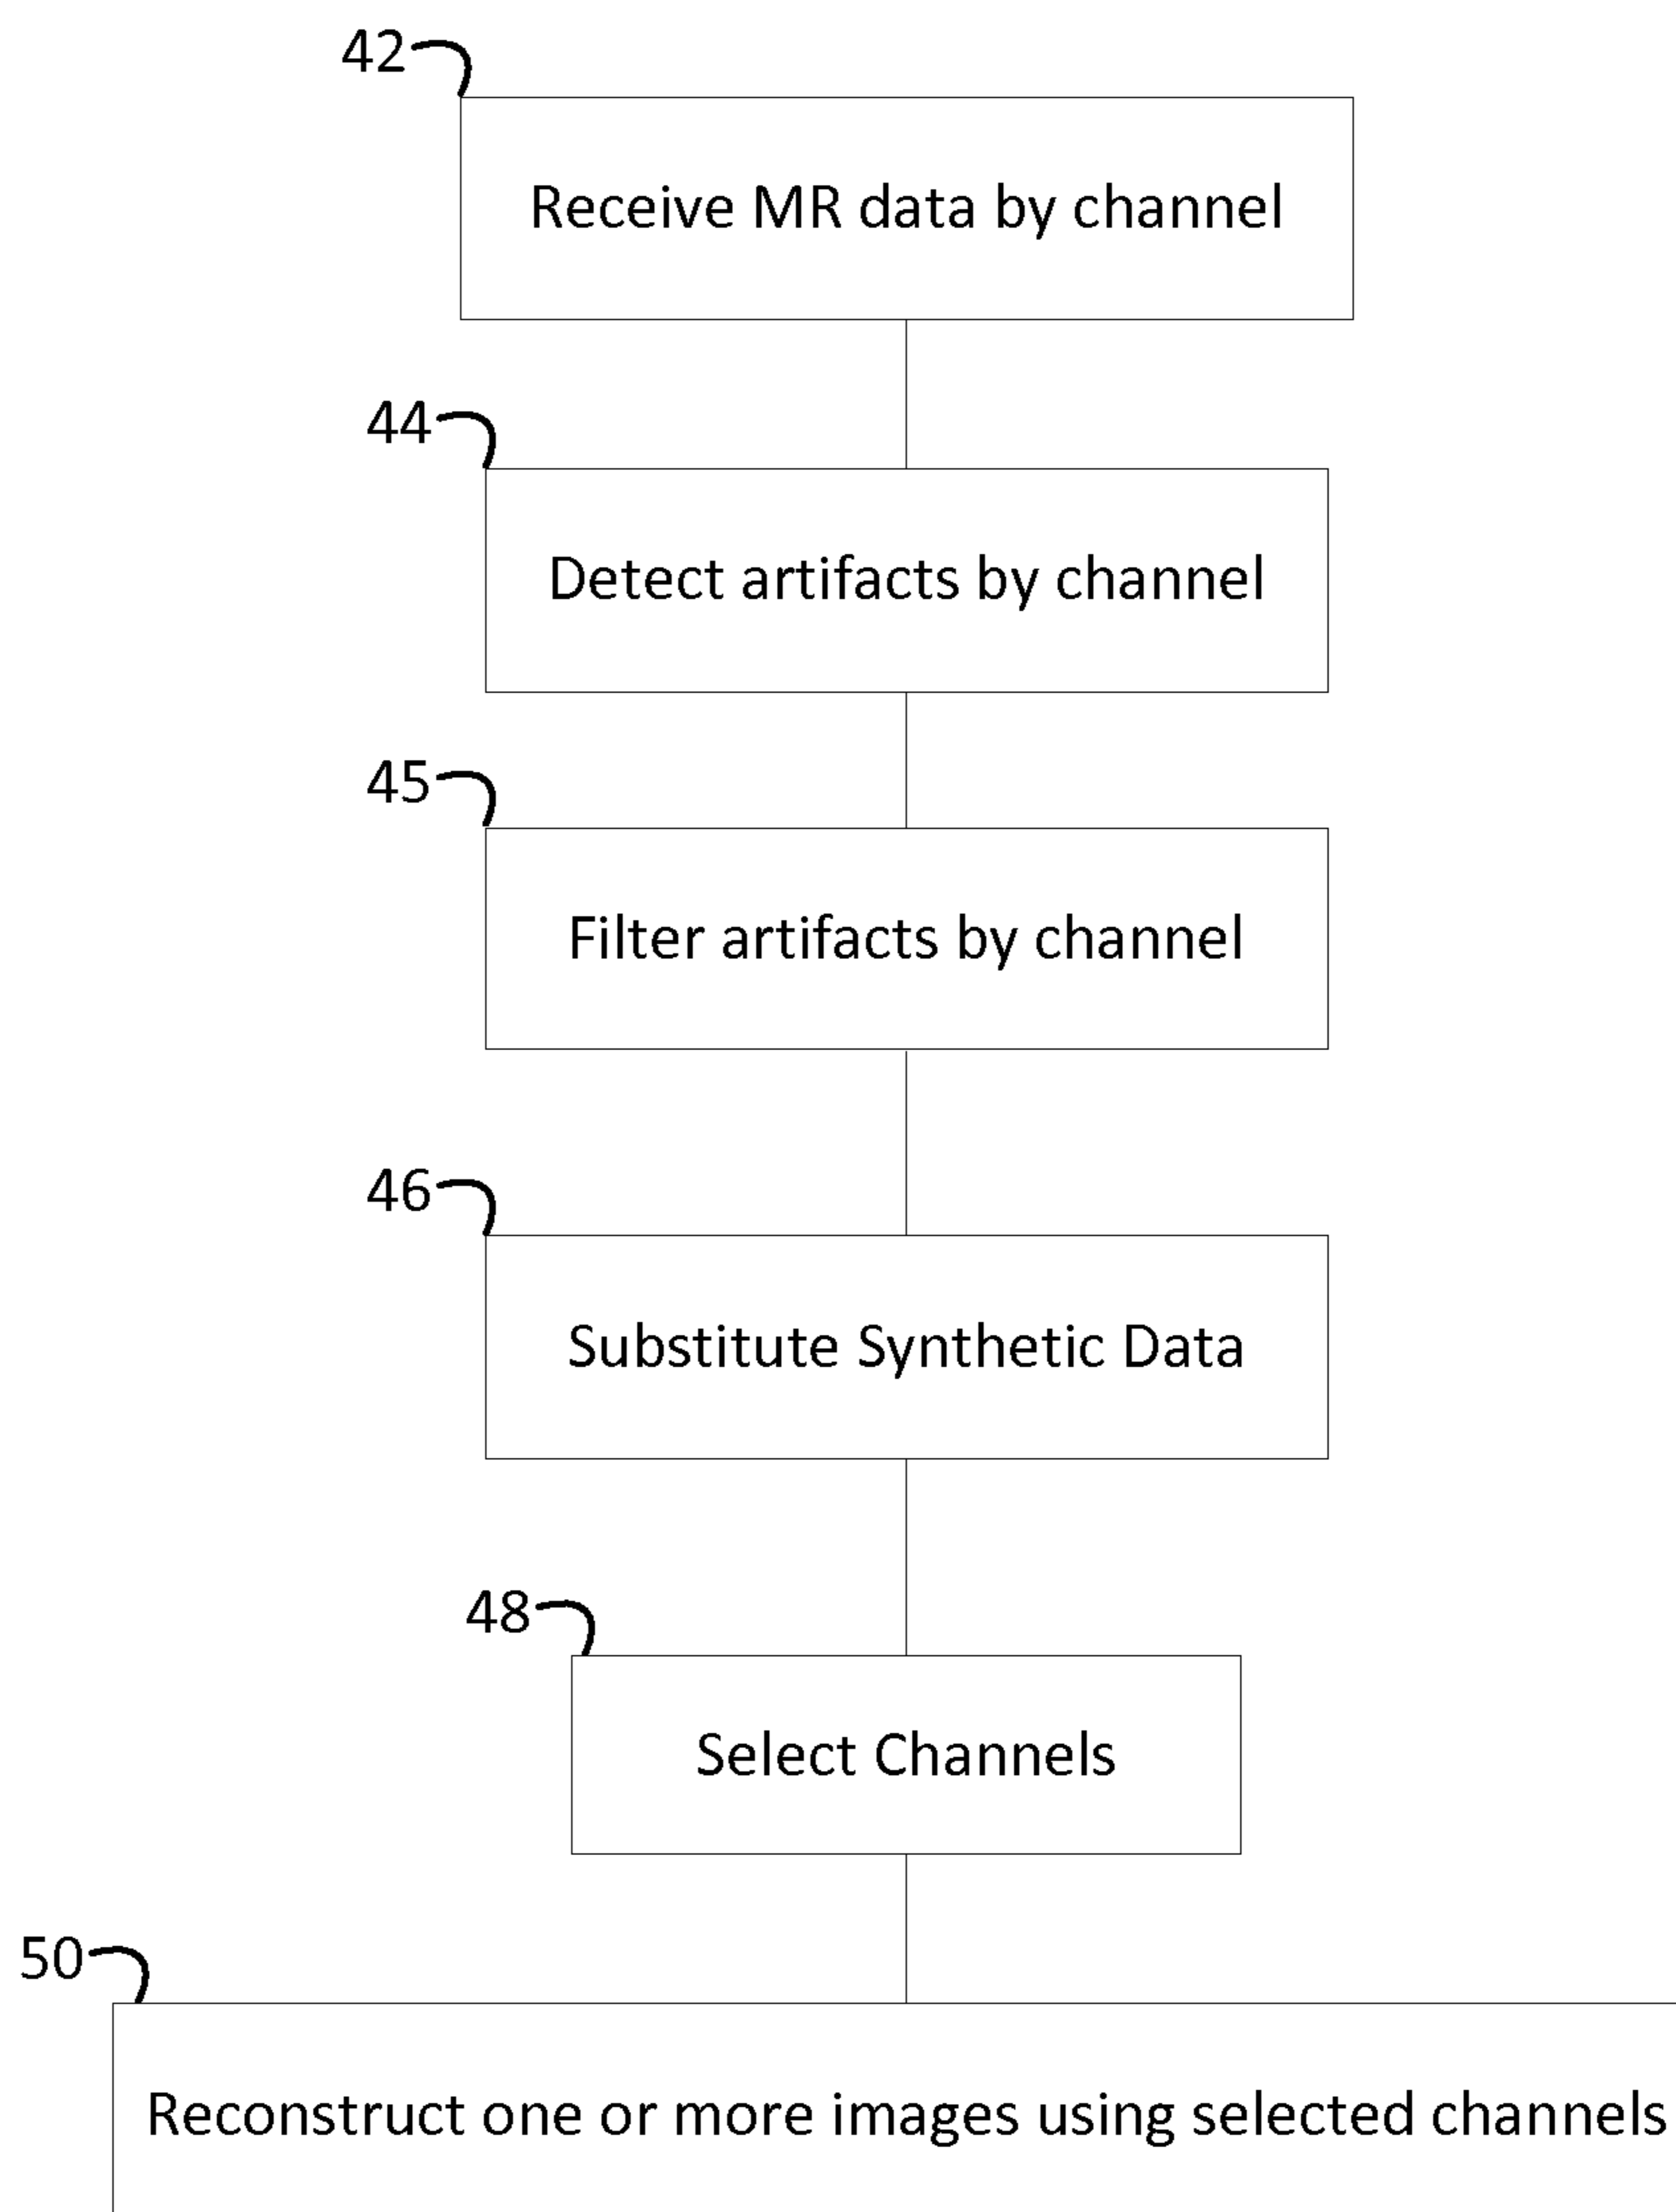 42
Receive MR data by channel
44
Detect artifacts by channel
45
Filter artifacts by channel
46
Substitute Synthetic Data
48
Select Channels
50
Reconstruct one or more images using selected channels